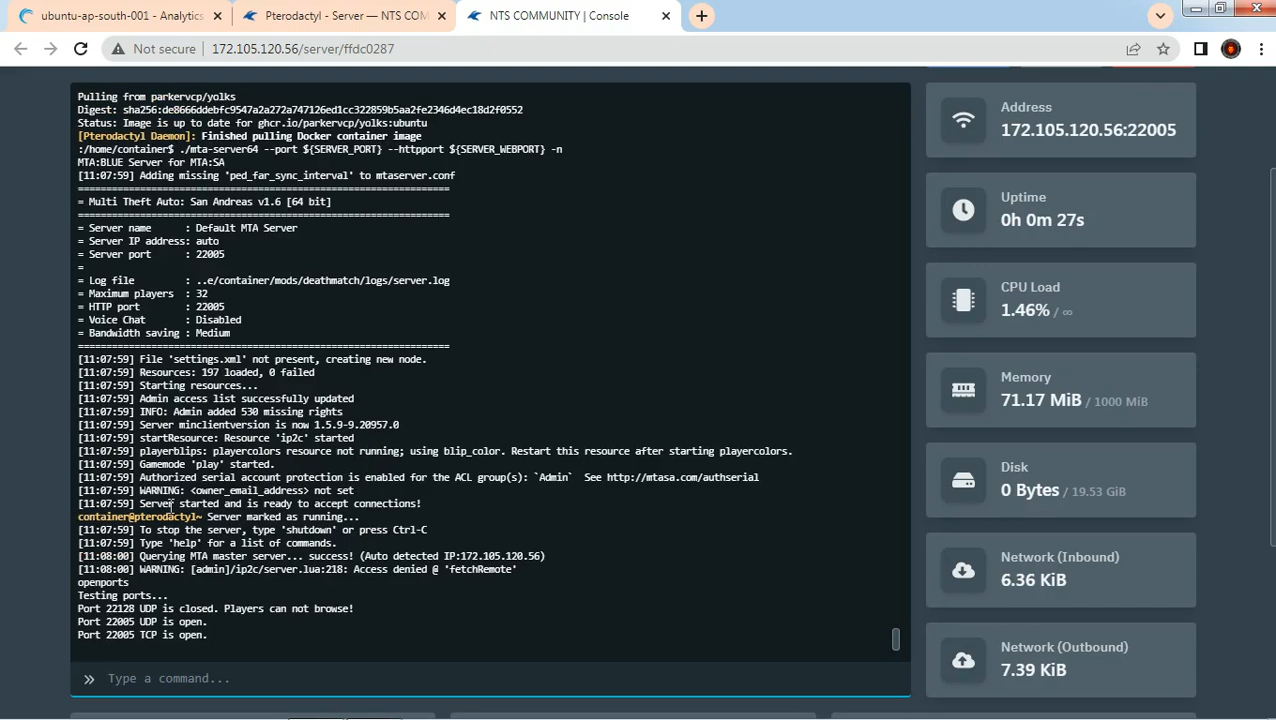 ubuntu-ap-south-001 - Analytics
Pterodactyl - Server — NTS COM
NTS COMMUNITY | Console
Not secure
172.105.120.56/server/ffdc0287
Pulling from parkervcp/yolks
Digest: sha256:de8666ddebfc9547a2a272a747126ed1cc322859b5aa2fe2346d4ec18d2f0552
Status: Image is up to date for ghcr.io/parkervcp/yolks:ubuntu
[Pterodactyl Daemon]: Finished pulling Docker container image
:/home/container$ ./mta-server64 --port ${SERVER_PORT} --httpport ${SERVER_WEBPORT} -n
MTA:BLUE Server for MTA:SA
[11:07:59] Adding missing 'ped_far_sync_interval' to mtaserver.conf
==================================================================
= Multi Theft Auto: San Andreas v1.6 [64 bit]
==================================================================
= Server name : Default MTA Server
= Server IP address: auto
= Server port : 22005
=
= Log file : ..e/container/mods/deathmatch/logs/server.log
= Maximum players : 32
= HTTP port : 22005
= Voice Chat : Disabled
= Bandwidth saving : Medium
==================================================================
[11:07:59] File 'settings.xml' not present, creating new node.
[11:07:59] Resources: 197 loaded, 0 failed
[11:07:59] Starting resources...
[11:07:59] Admin access list successfully updated
[11:07:59] INFO: Admin added 530 missing rights
[11:07:59] Server minclientversion is now 1.5.9-9.20957.0
[11:07:59] startResource: Resource 'ip2c' started
[11:07:59] playerblips: playercolors resource not running; using blip_color. Restart this resource after starting playercolors.
[11:07:59] Gamemode 'play' started.
[11:07:59] Authorized serial account protection is enabled for the ACL group(s): `Admin` See http://mtasa.com/authserial
[11:07:59] WARNING: <owner_email_address> not set
[11:07:59] Server started and is ready to accept connections!
container@pterodactyl~ Server marked as running...
[11:07:59] To stop the server, type 'shutdown' or press Ctrl-C
[11:07:59] Type 'help' for a list of commands.
[11:08:00] Querying MTA master server... success! (Auto detected IP:172.105.120.56)
[11:08:00] WARNING: [admin]/ip2c/server.lua:218: Access denied @ 'fetchRemote'
openports
Testing ports...
Port 22128 UDP is closed. Players can not browse!
Port 22005 UDP is open.
Port 22005 TCP is open.
Type a command...
Address
172.105.120.56:22005
Uptime
0h 0m 27s
CPU Load
1.46% / ∞
Memory
71.17 MiB / 1000 MiB
Disk
0 Bytes / 19.53 GiB
Network (Inbound)
6.36 KiB
Network (Outbound)
7.39 KiB